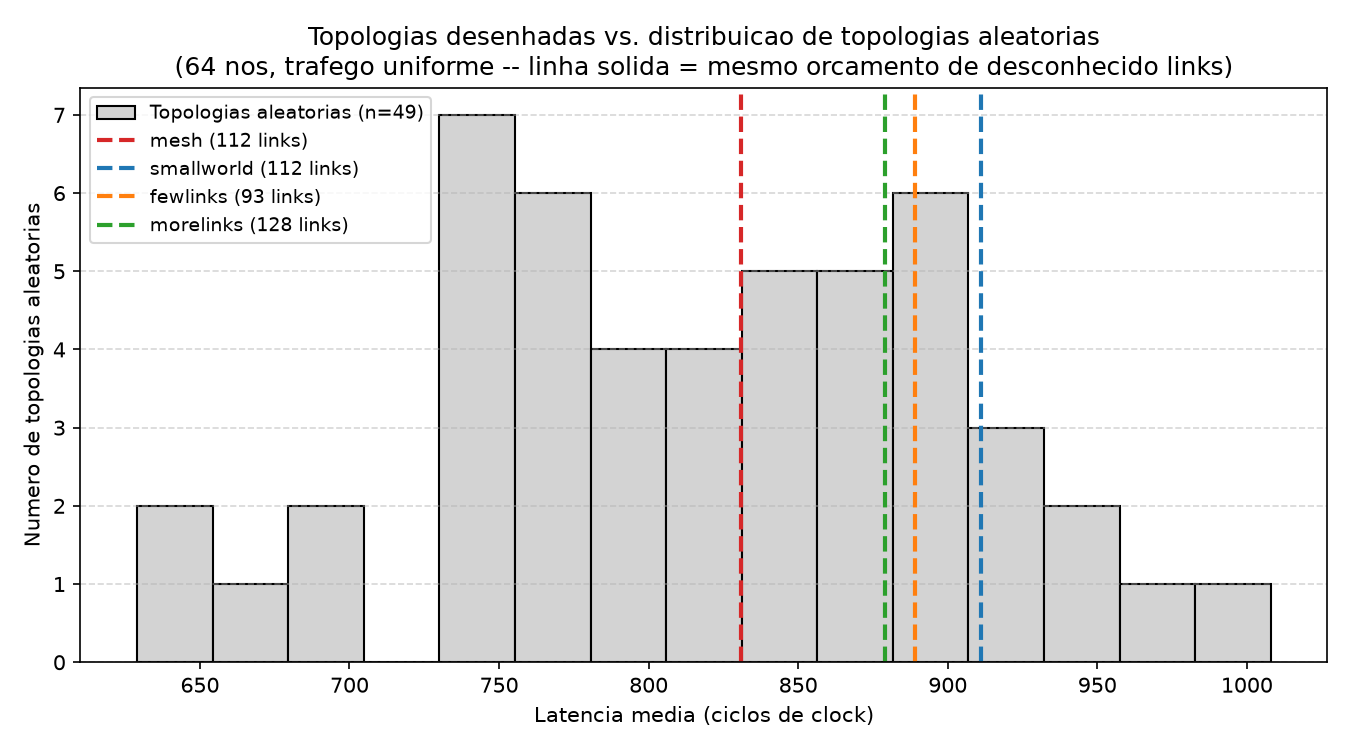 Topologias desenhadas vs. distribuicao de topologias aleatorias
(64 nos, trafego uniforme -- linha solida = mesmo orcamento de desconhecido links)
Topologias aleatorias (n=49)
mesh (112 links)
smallworld (112 links)
fewlinks (93 links)
morelinks (128 links)
Numero de topologias aleatorias
7
6
5
4
3
2
1
0
650
700
750
800
850
900
950
1000
Latencia media (ciclos de clock)